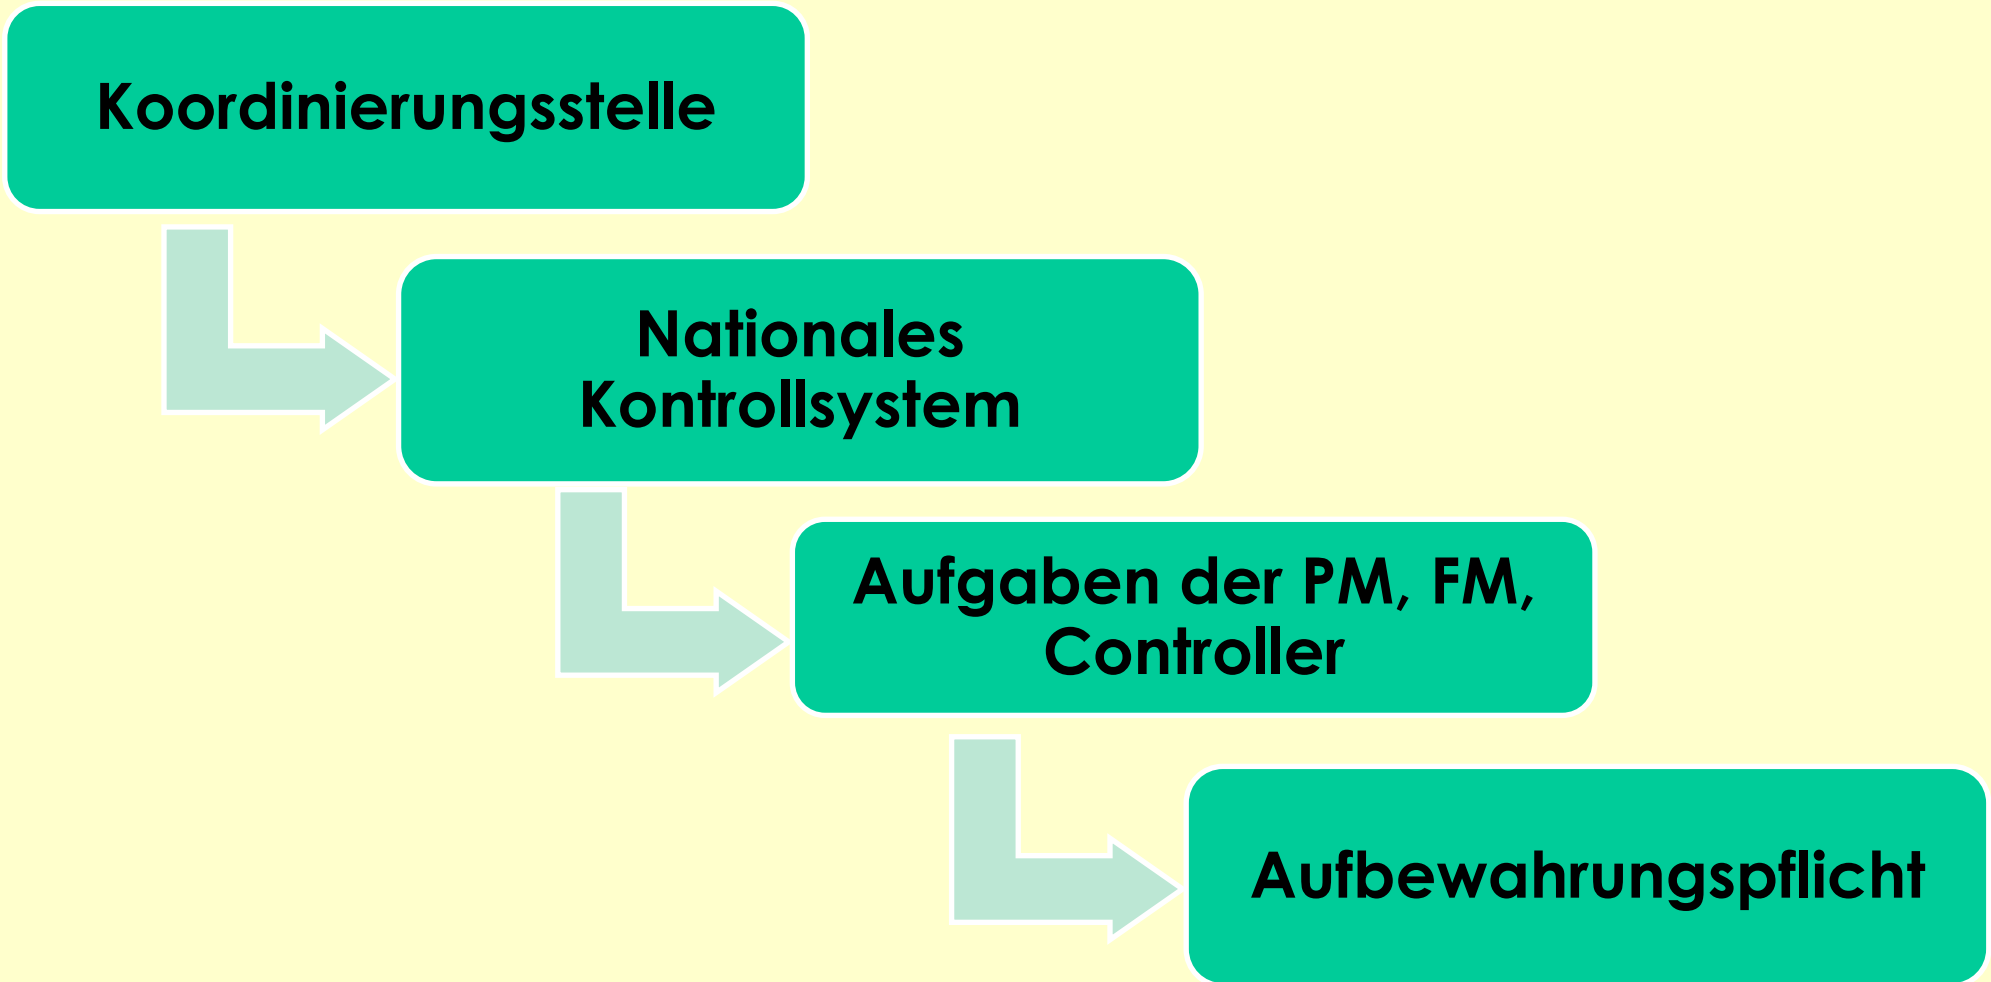 Koordinierungsstelle
Nationales
Kontrollsystem
Aufgaben der PM, FM,
Controller
Aufbewahrungspflicht